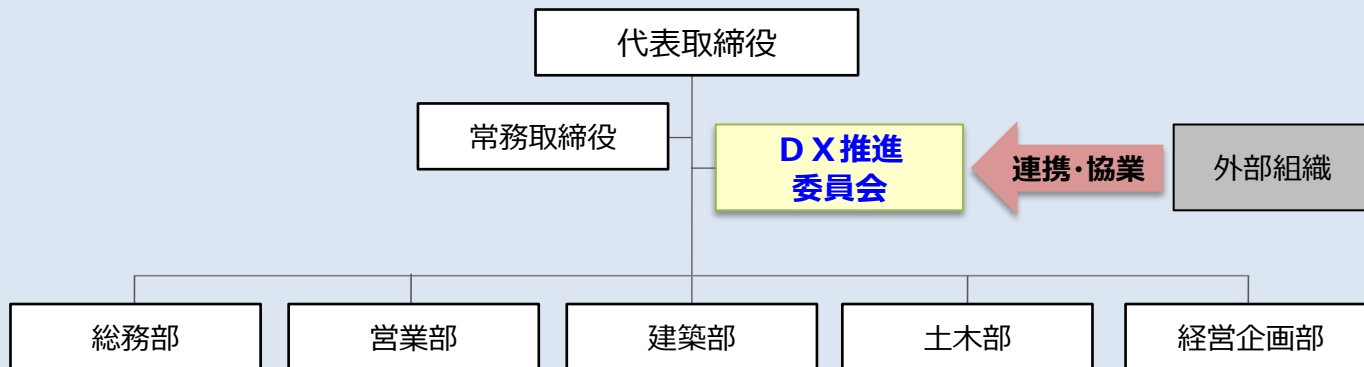 代表取締役
常務取締役
ＤＸ推進
委員会
連携・協業
外部組織
総務部
営業部
建築部
土木部
経営企画部